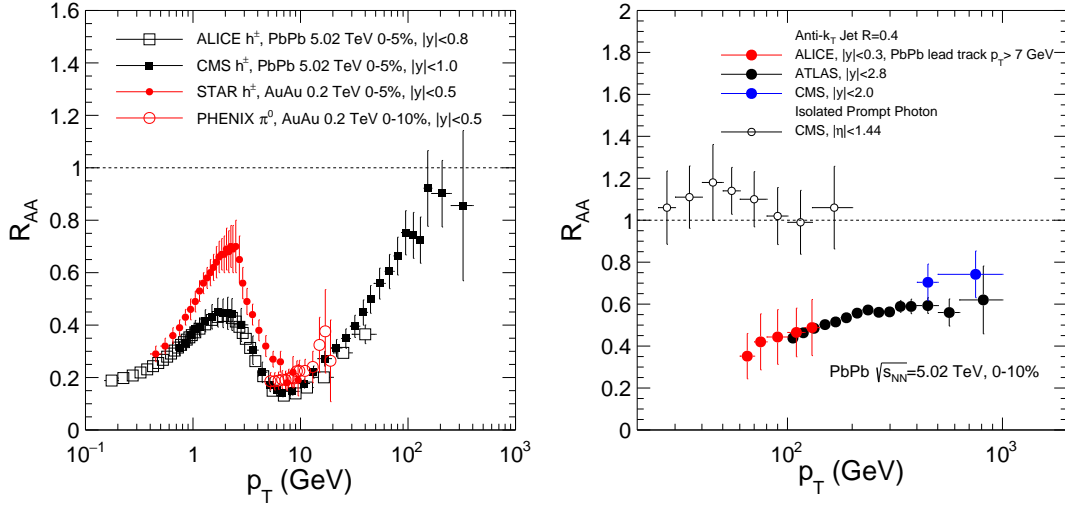 1.6
1.4
1.2
1
0.8
0.6
0.4
0.2
0
R_AA
ALICE h^±, PbPb 5.02 TeV 0-5%, |y|<0.8
CMS h^±, PbPb 5.02 TeV 0-5%, |y|<1.0
STAR h^±, AuAu 0.2 TeV 0-5%, |y|<0.5
PHENIX π^0, AuAu 0.2 TeV 0-10%, |y|<0.5
10^−1 1 10 10^2 10^3
p_T (GeV)
2
1.8
1.6
1.4
1.2
1
0.8
0.6
0.4
0.2
0
R_AA
Anti-k_T Jet R=0.4
ALICE, |y|<0.3, PbPb lead track p_T> 7 GeV
ATLAS, |y|<2.8
CMS, |y|<2.0
Isolated Prompt Photon
CMS, |η|<1.44
PbPb √s_NN=5.02 TeV, 0-10%
10^2 10^3
p_T (GeV)